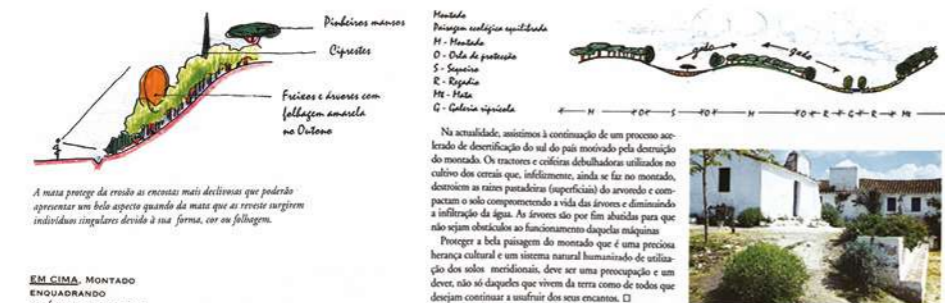 Pinheiros mansos
Ciprestes
Freixos e árvores com
folhagem amarela
no Outono
A mata protege da erosão as encostas mais declivosas que poderão
apresentar um belo aspecto quando da mata que as reveste surgirem
indivíduos singulares devido à sua forma, cor ou folhagem.
EM CIMA, MONTADO
ENQUADRANDO
Montado
Paisagem ecológica equilibrada
M - Montado
O - Orla de protecção
S - Sequeiro
R - Regadio
Mt - Mata
G - Galeria ripícola
gado
gado
M
O
S
O
M
O
R
G
R
Mt
Na actualidade, assistimos à continuação de um processo ace-
lerado de desertificação do sul do país motivado pela destruição
do montado. Os tractores e ceifeiras debulhadoras utilizados no
cultivo dos cereais que, infelizmente, ainda se faz no montado,
destroiem as raízes pastadeiras (superficiais) do arvoredo e com-
pactam o solo comprometendo a vida das árvores e diminuindo
a infiltração da água. As árvores são por fim abatidas para que
não sejam obstáculos ao funcionamento daquelas máquinas
Proteger a bela paisagem do montado que é uma preciosa
herança cultural e um sistema natural humanizado de utiliza-
ção dos solos meridionais, deve ser uma preocupação e um
dever, não só daqueles que vivem da terra como de todos que
desejam continuar a usufruir dos seus encantos. □